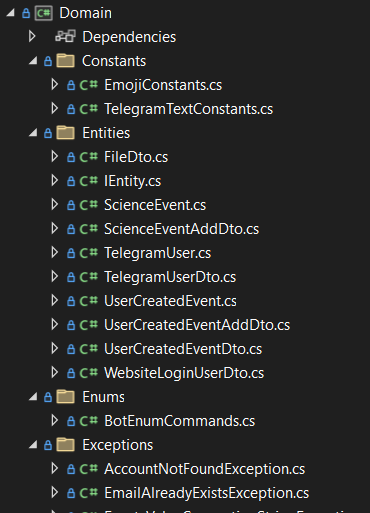 Domain
Dependencies
Constants
C# EmojiConstants.cs
C# TelegramTextConstants.cs
Entities
C# FileDto.cs
C# IEntity.cs
C# ScienceEvent.cs
C# ScienceEventAddDto.cs
C# TelegramUser.cs
C# TelegramUserDto.cs
C# UserCreatedEvent.cs
C# UserCreatedEventAddDto.cs
C# UserCreatedEventDto.cs
C# WebsiteLoginUserDto.cs
Enums
C# BotEnumCommands.cs
Exceptions
C# AccountNotFoundException.cs
C# EmailAlreadyExistsException.cs